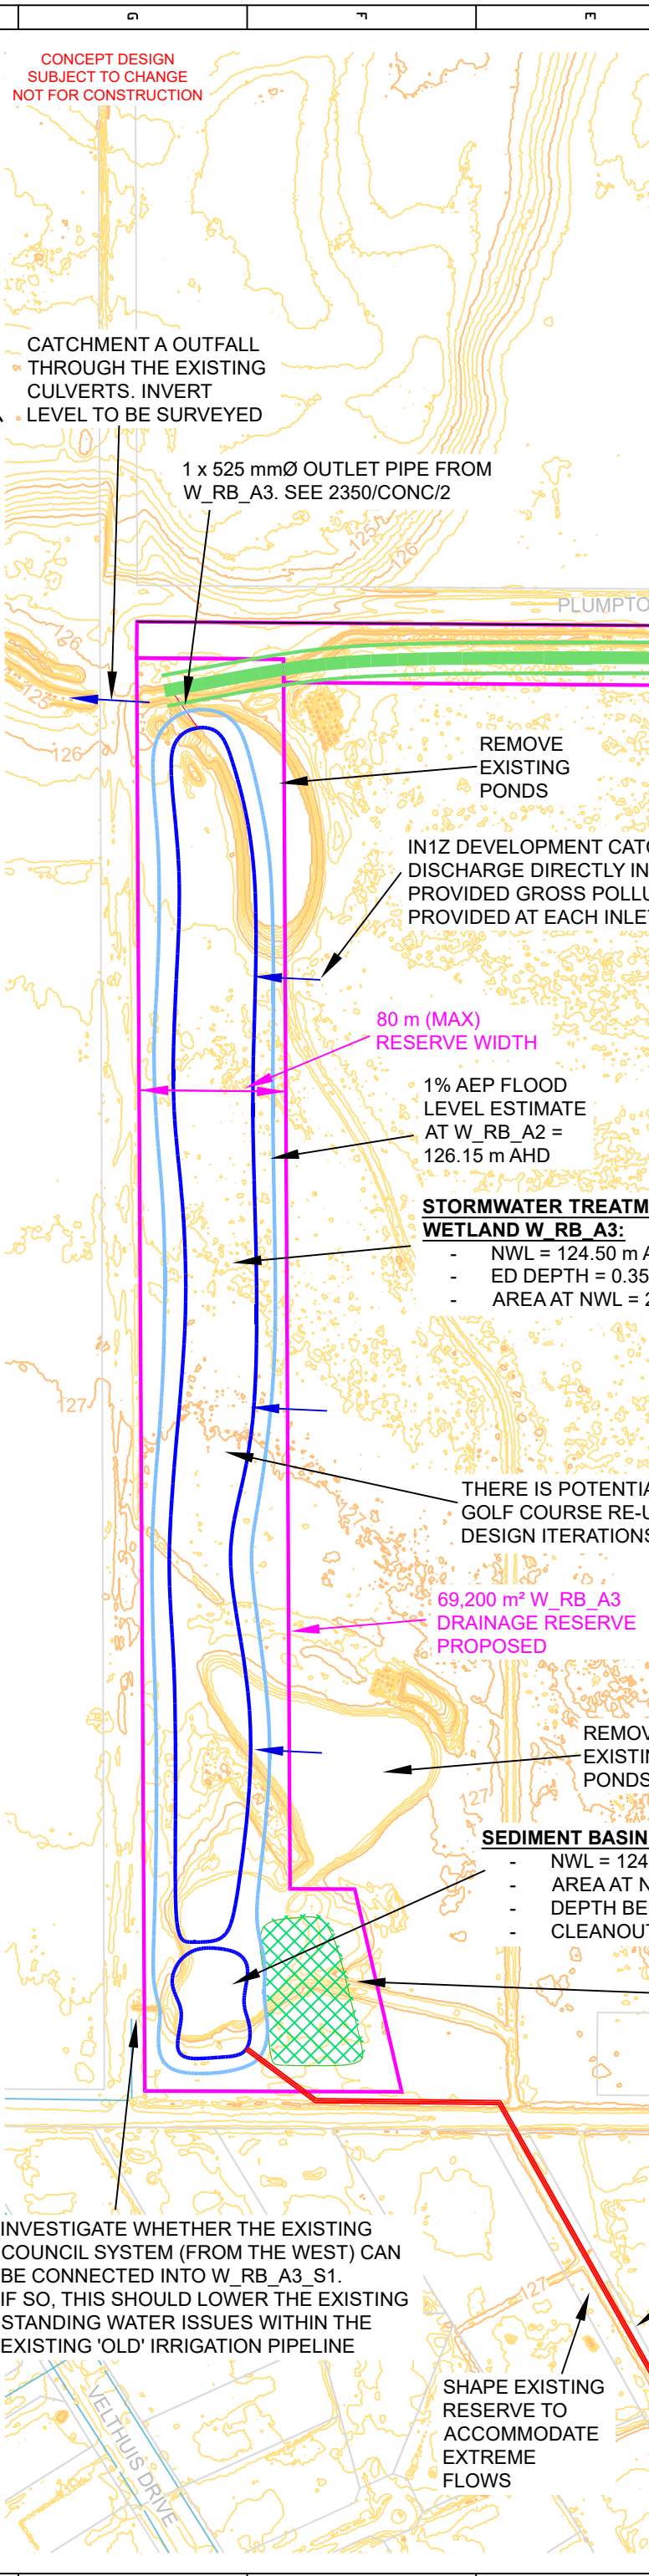 G
F
E
CONCEPT DESIGN
SUBJECT TO CHANGE
NOT FOR CONSTRUCTION
CATCHMENT A OUTFALL
THROUGH THE EXISTING
CULVERTS. INVERT
LEVEL TO BE SURVEYED
1 x 525 mmØ OUTLET PIPE FROM
W_RB_A3. SEE 2350/CONC/2
125
126
PLUMPTO
126
125
126
REMOVE
EXISTING
PONDS
IN1Z DEVELOPMENT CATC
DISCHARGE DIRECTLY IN
PROVIDED GROSS POLLU
PROVIDED AT EACH INLE
80 m (MAX)
RESERVE WIDTH
1% AEP FLOOD
LEVEL ESTIMATE
AT W_RB_A2 =
126.15 m AHD
STORMWATER TREATM
WETLAND W_RB_A3:
- NWL = 124.50 m A
- ED DEPTH = 0.35
- AREA AT NWL = 2
127
THERE IS POTENTIA
GOLF COURSE RE-U
DESIGN ITERATIONS
69,200 m² W_RB_A3
DRAINAGE RESERVE
PROPOSED
REMOV
EXISTIN
PONDS
127
SEDIMENT BASIN
- NWL = 124
- AREA AT N
- DEPTH BE
- CLEANOUT
INVESTIGATE WHETHER THE EXISTING
COUNCIL SYSTEM (FROM THE WEST) CAN
BE CONNECTED INTO W_RB_A3_S1.
IF SO, THIS SHOULD LOWER THE EXISTING
STANDING WATER ISSUES WITHIN THE
EXISTING 'OLD' IRRIGATION PIPELINE
127
SHAPE EXISTING
RESERVE TO
ACCOMMODATE
EXTREME
FLOWS
VELTHUIS DRIVE